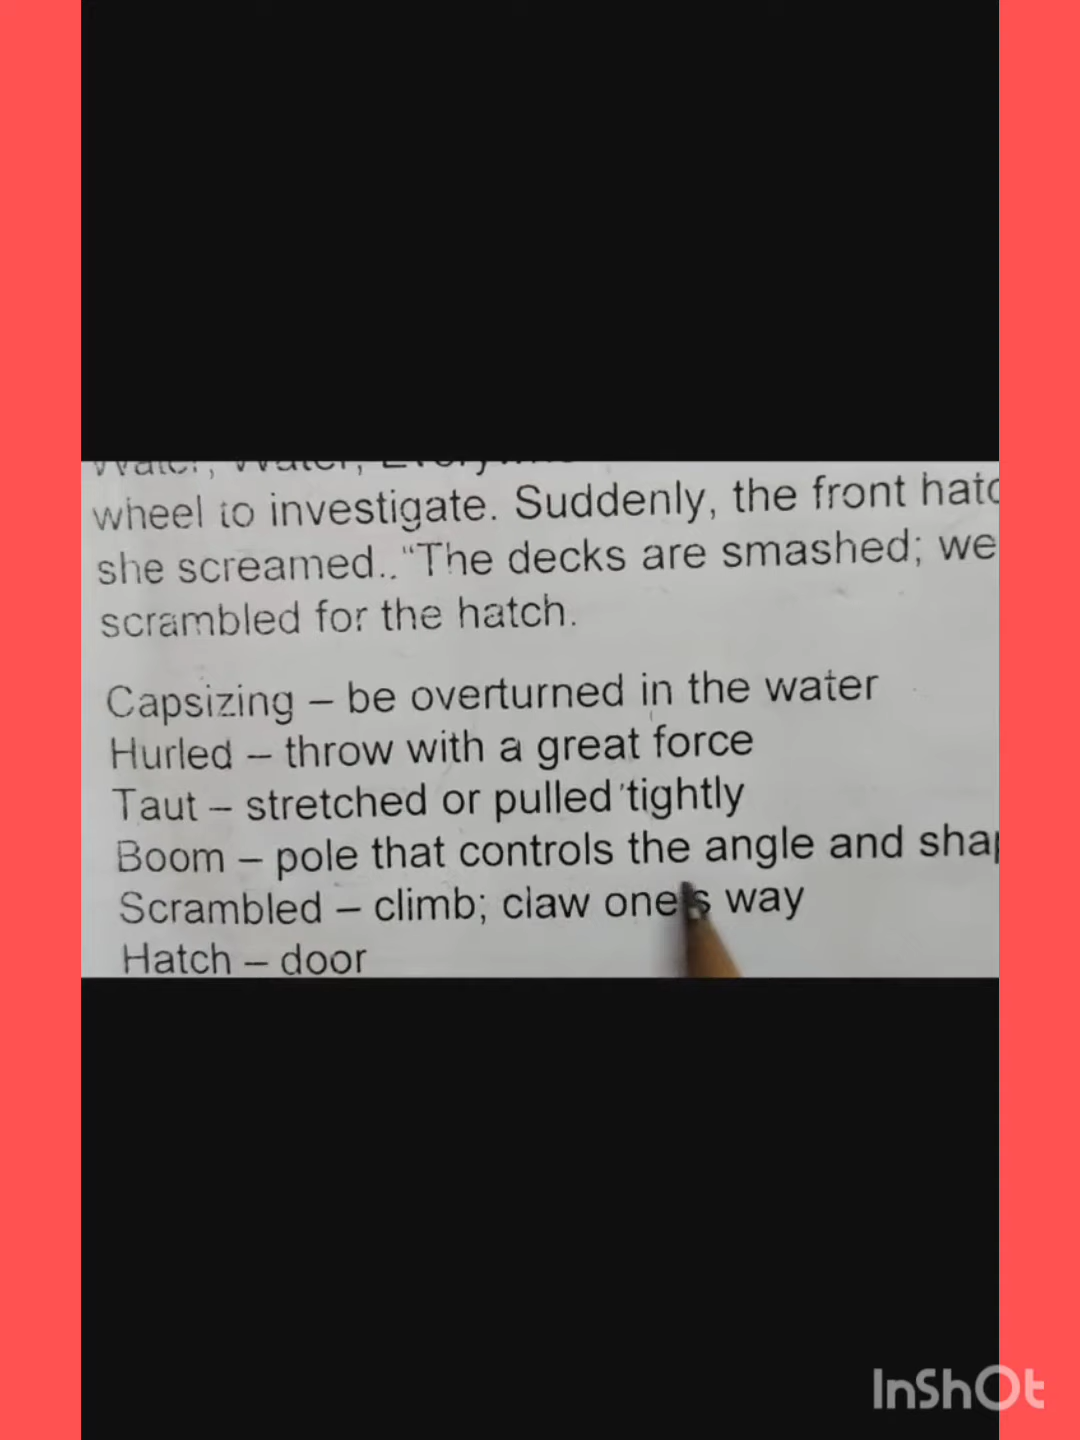 Water, Water,
wheel to investigate. Suddenly, the front
she screamed.. "The decks are smashed; we
scrambled for the hatch.
Capsizing – be overturned in the water
Hurled – throw with a great force
Taut – stretched or pulled tightly
Boom – pole that controls the angle and
Scrambled – climb; claw one's way
Hatch – door
InShOt